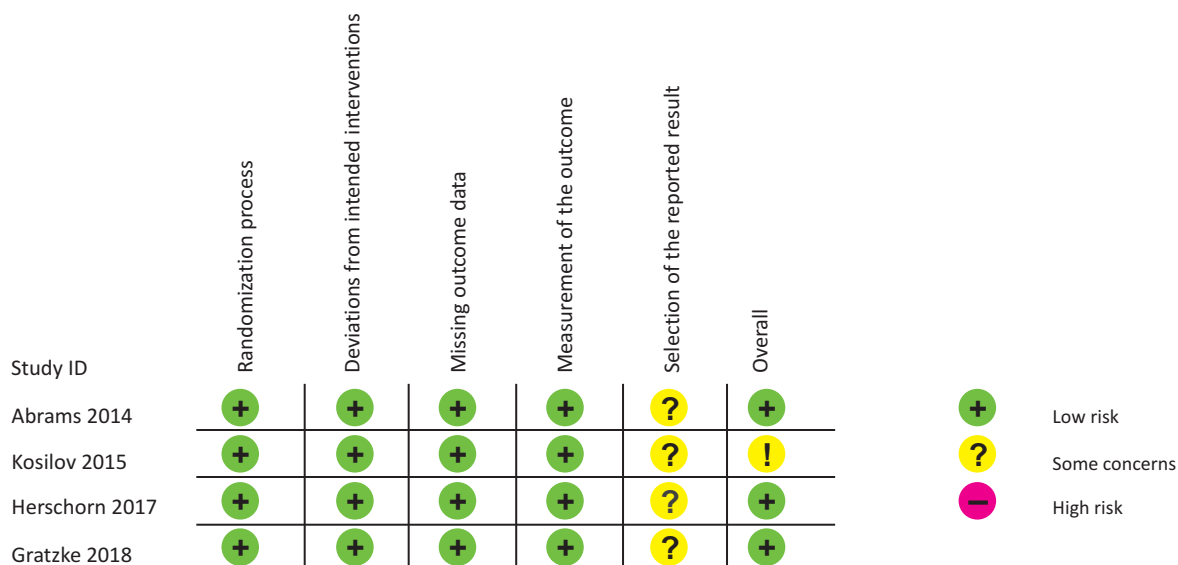 Randomization process
Deviations from intended interventions
Missing outcome data
Measurement of the outcome
Selection of the reported result
Overall
Study ID
Abrams 2014 + + + + ? +
Kosilov 2015 + + + + ? !
Herschorn 2017 + + + + ? +
Gratzke 2018 + + + + ? +
+ Low risk
? Some concerns
− High risk